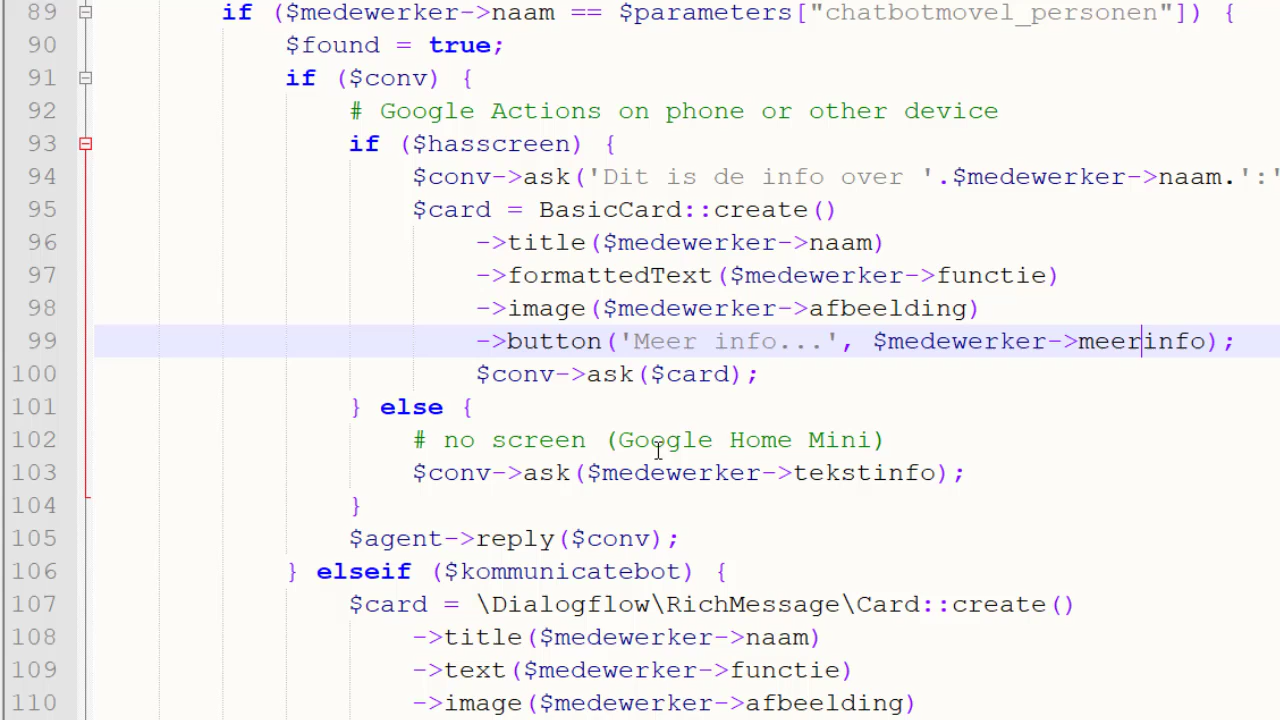 89 if ($medewerker->naam == $parameters["chatbotmovel_personen"]) {
90 $found = true;
91 if ($conv) {
92 # Google Actions on phone or other device
93 if ($hasscreen) {
94 $conv->ask('Dit is de info over '.$medewerker->naam.':'
95 $card = BasicCard::create()
96 ->title($medewerker->naam)
97 ->formattedText($medewerker->functie)
98 ->image($medewerker->afbeelding)
99 ->button('Meer info...', $medewerker->meerinfo);
100 $conv->ask($card);
101 } else {
102 # no screen (Google Home Mini)
103 $conv->ask($medewerker->tekstinfo);
104 }
105 $agent->reply($conv);
106 } elseif ($kommunicatebot) {
107 $card = \Dialogflow\RichMessage\Card::create()
108 ->title($medewerker->naam)
109 ->text($medewerker->functie)
110 ->image($medewerker->afbeelding)